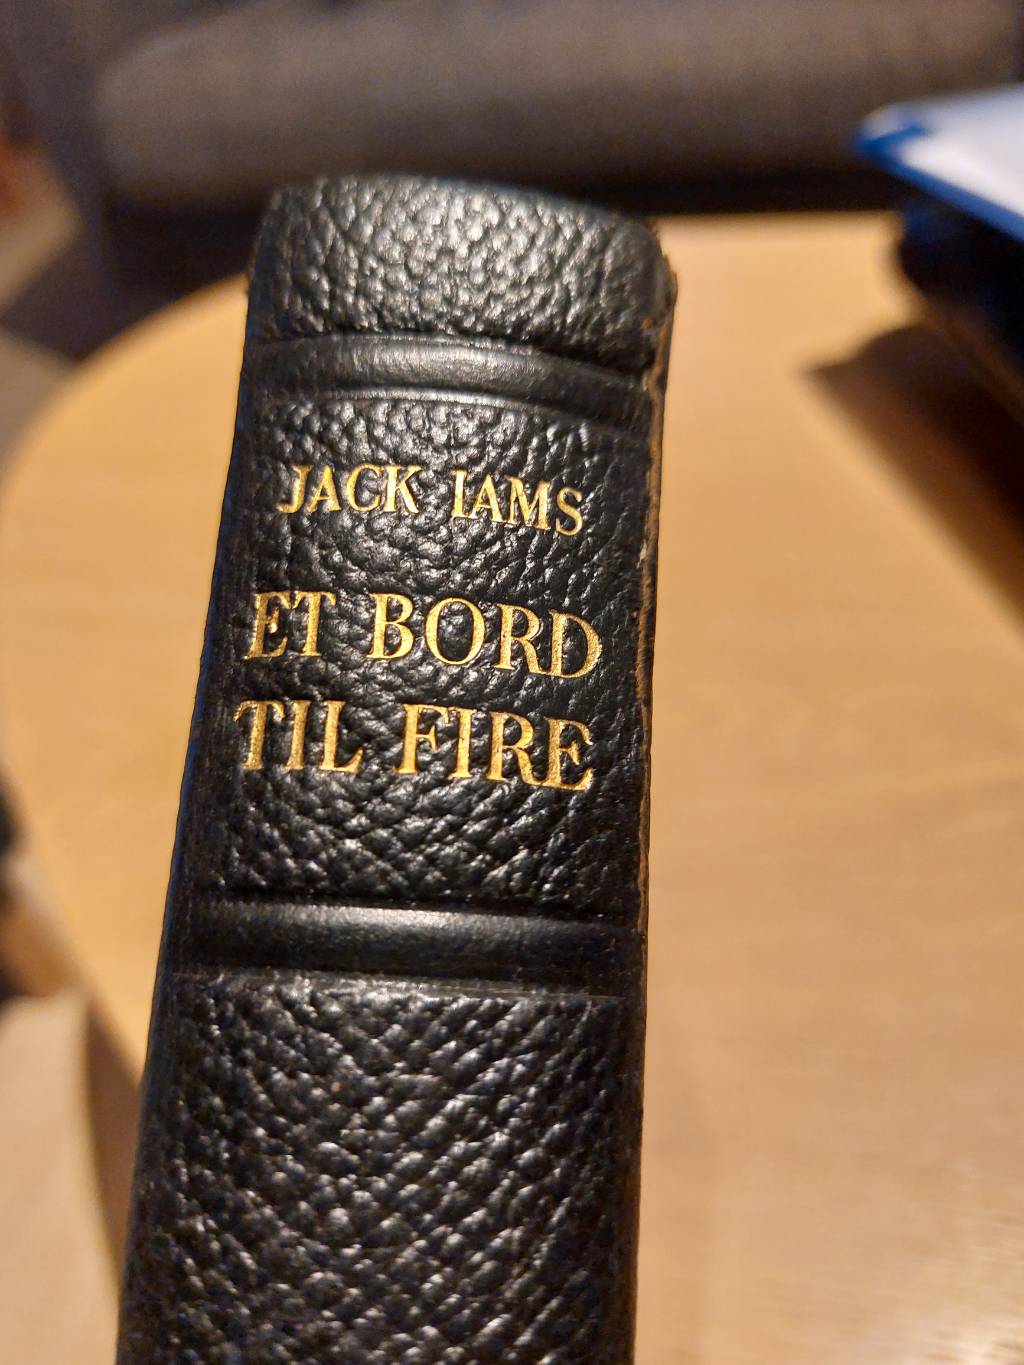 JACK IAMS
ET BORD
TIL FIRE